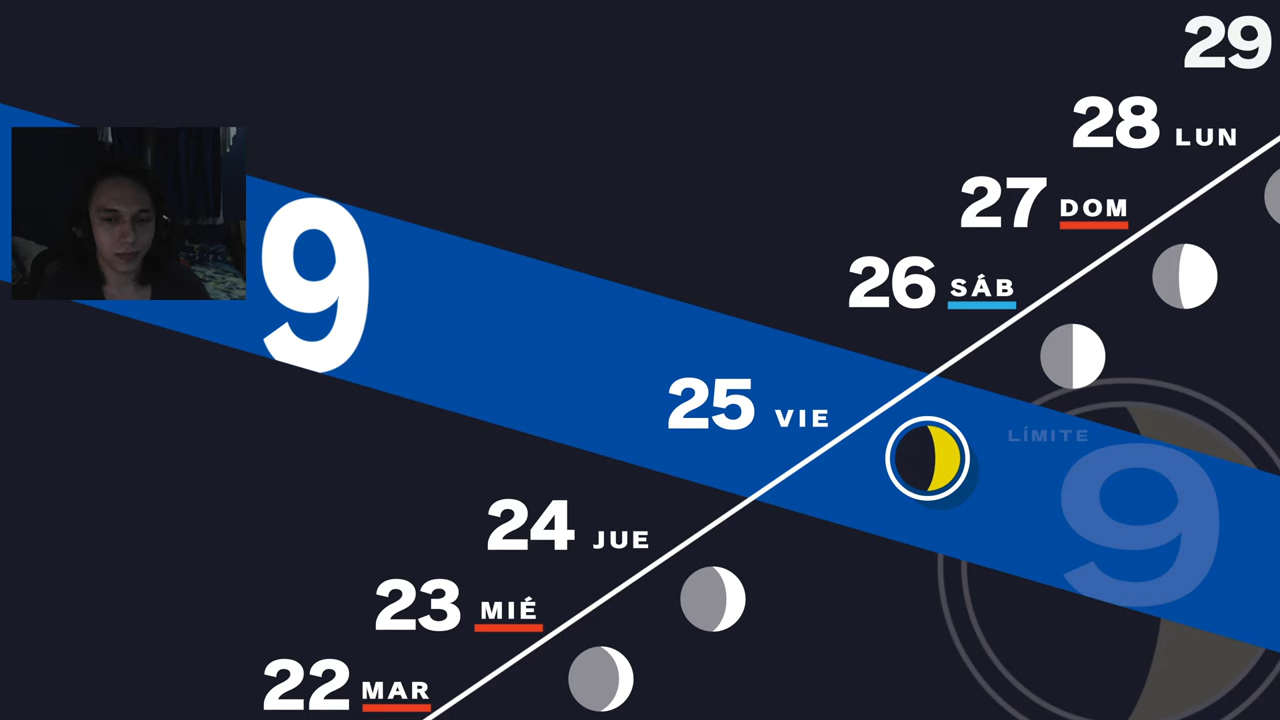 29
28 LUN
27 DOM
26 SÁB
9
25 VIE
LÍMITE
9
24 JUE
23 MIÉ
22 MAR